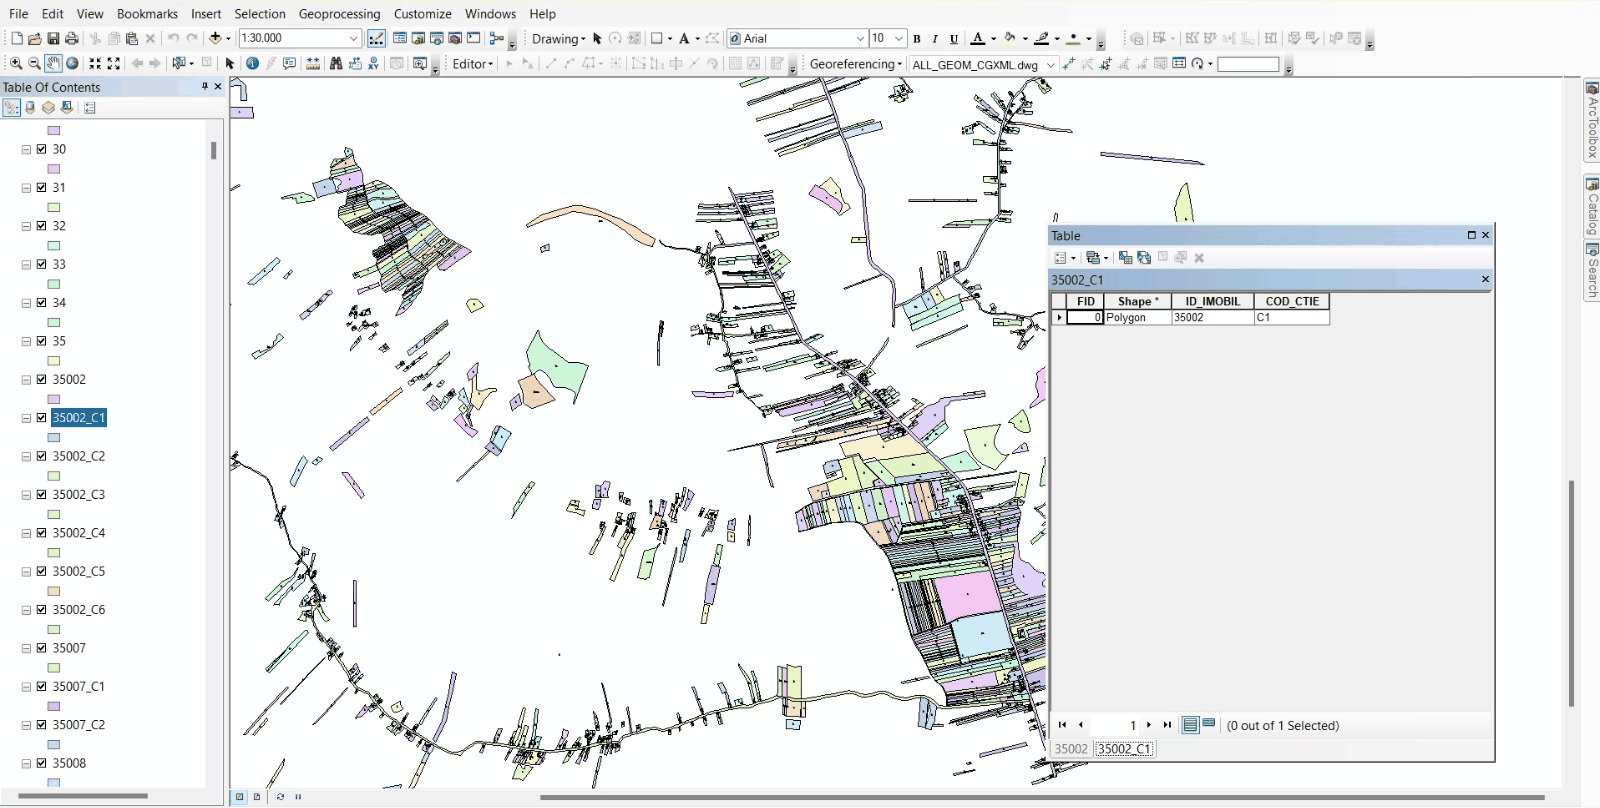 File Edit View Bookmarks Insert Selection Geoprocessing Customize Windows Help
1:30,000 Drawing Arial 10 B I U A
Editor Georeferencing ALL_GEOM_CGXML.dwg
Table Of Contents
30
31
32
33
34
35
35002
35002_C1
35002_C2
35002_C3
35002_C4
35002_C5
35002_C6
35007
35007_C1
35007_C2
35008
Table
35002_C1
FID Shape * ID_IMOBIL COD_CTIE
0 Polygon 35002 C1
1 (0 out of 1 Selected)
35002 35002_C1
ArcToolbox
Catalog
Search